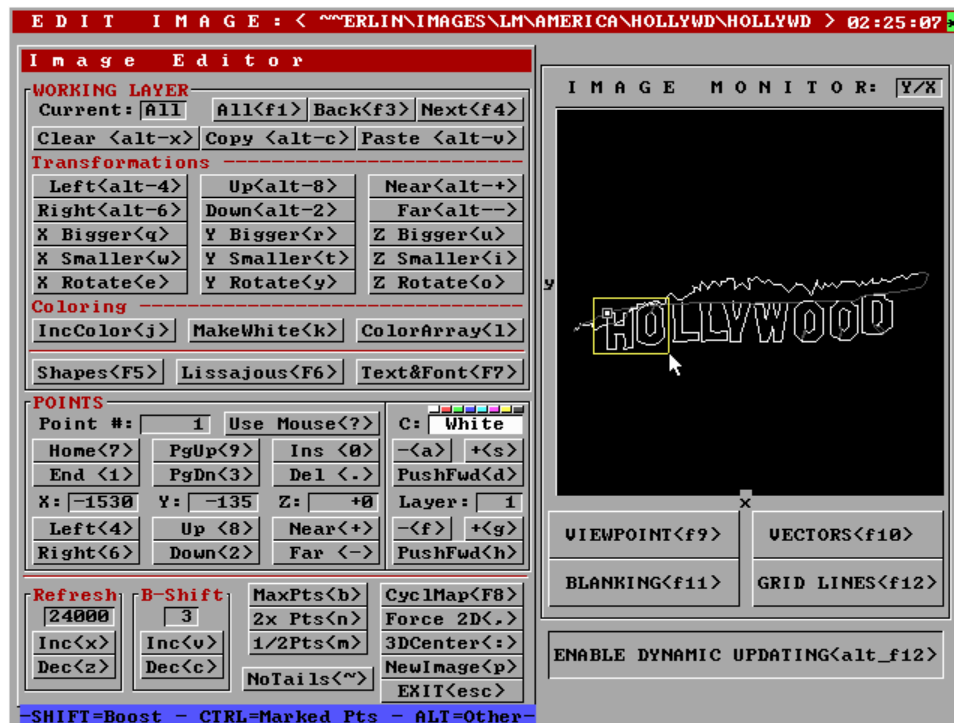 EDIT IMAGE:< ~~ERLIN\IMAGES\LM\AMERICA\HOLLYWD\HOLLYWD > 02:25:07
Image Editor
WORKING LAYER
Current: All All<f1> Back<f3> Next<f4>
Clear <alt-x> Copy <alt-c> Paste <alt-v>
Transformations
Left<alt-4> Up<alt-8> Near<alt-+>
Right<alt-6> Down<alt-2> Far<alt-->
X Bigger<q> Y Bigger<r> Z Bigger<u>
X Smaller<w> Y Smaller<t> Z Smaller<i>
X Rotate<e> Y Rotate<y> Z Rotate<o>
Coloring
IncColor<j> MakeWhite<k> ColorArray<l>
Shapes<F5> Lissajous<F6> Text&Font<F7>
POINTS
Point #: 1 Use Mouse<?> C: White
Home<7> PgUp<9> Ins <0> -<a> +<s>
End <1> PgDn<3> Del <.> PushFwd<d>
X: -1530 Y: -135 Z: +0 Layer: 1
Left<4> Up <8> Near<+> -<f> +<g>
Right<6> Down<2> Far <-> PushFwd<h>
Refresh B-Shift MaxPts<b> CyclMap<F8>
24000 3 2x Pts<n> Force 2D<,>
Inc<x> Inc<v> 1/2Pts<m> 3DCenter<:>
Dec<z> Dec<c> NoTails<~> NewImage<p>
EXIT<esc>
-SHIFT=Boost - CTRL=Marked Pts - ALT=Other-
IMAGE MONITOR: Y/X
y
HOLLYWOOD
x
VIEWPOINT<f9> VECTORS<f10>
BLANKING<f11> GRID LINES<f12>
ENABLE DYNAMIC UPDATING<alt_f12>